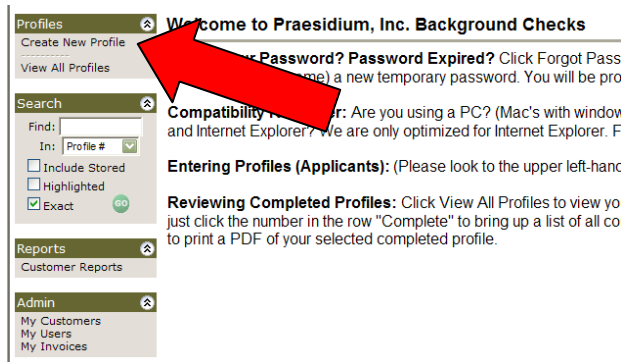 Profiles
Create New Profile
View All Profiles
Search
Find:
In: Profile #
Include Stored
Highlighted
Exact GO
Reports
Customer Reports
Admin
My Customers
My Users
My Invoices
Welcome to Praesidium, Inc. Background Checks
Password? Password Expired? Click Forgot Pass
a new temporary password. You will be pro
Compatibility Are you using a PC? (Mac's with window
and Internet Explorer? We are only optimized for Internet Explorer. F
Entering Profiles (Applicants): (Please look to the upper left-hand
Reviewing Completed Profiles: Click View All Profiles to view yo
just click the number in the row "Complete" to bring up a list of all co
to print a PDF of your selected completed profile.